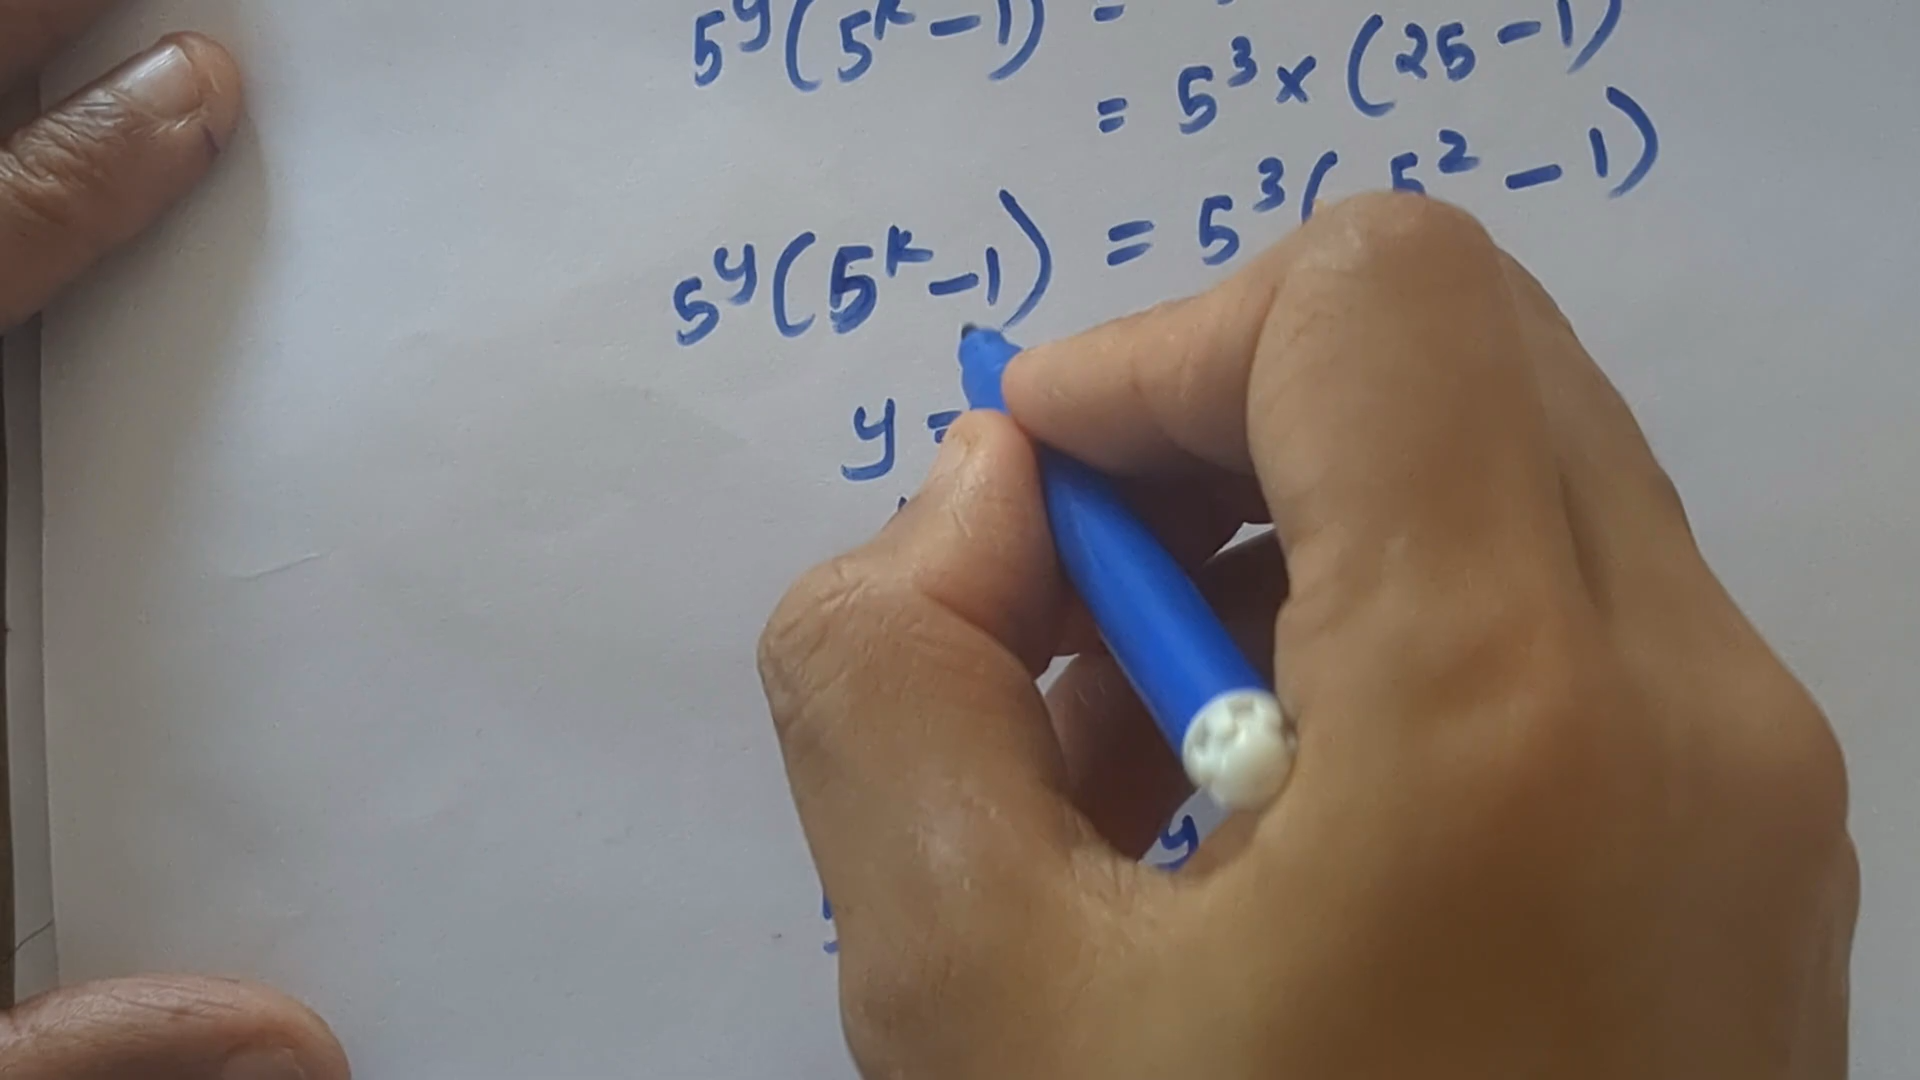 5^y(5^k-1) =
= 5^3 × (25-1)
5^y(5^k-1) = 5^3(5^2-1)
y =
y